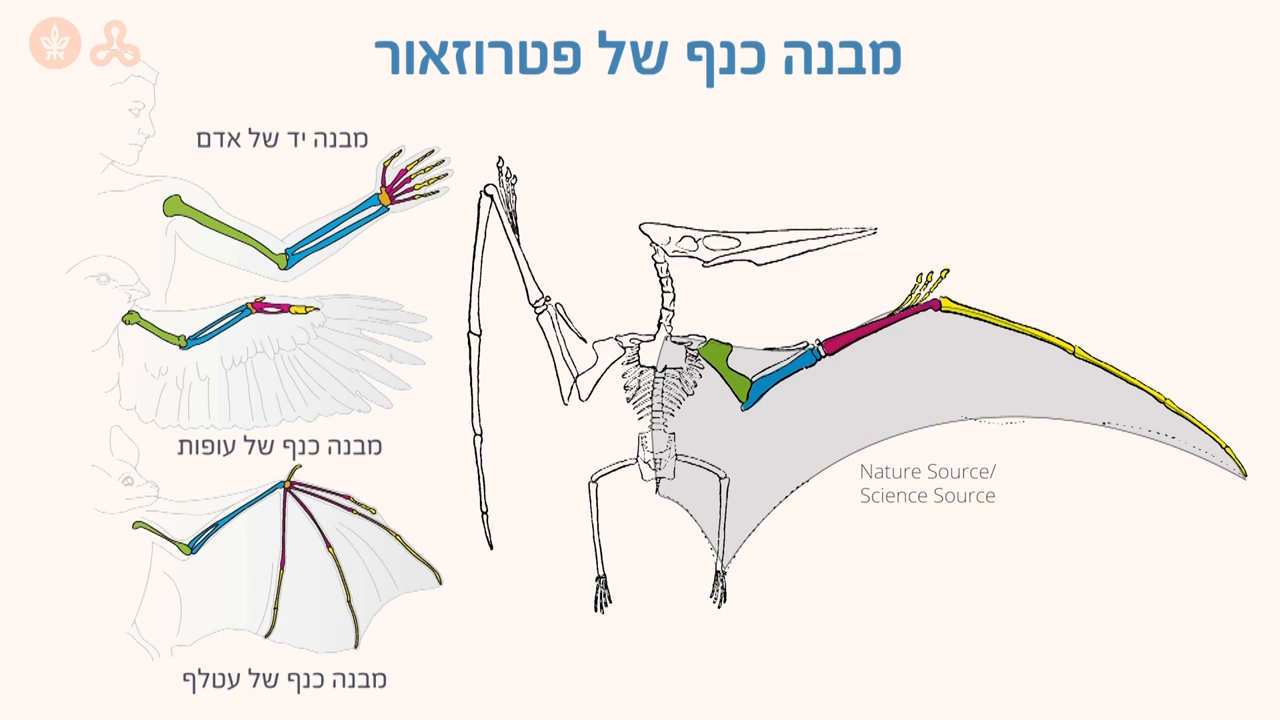 מבנה כנף של פטרוזאור
מבנה יד של אדם
מבנה כנף של עופות
מבנה כנף של עטלף
Nature Source/
Science Source